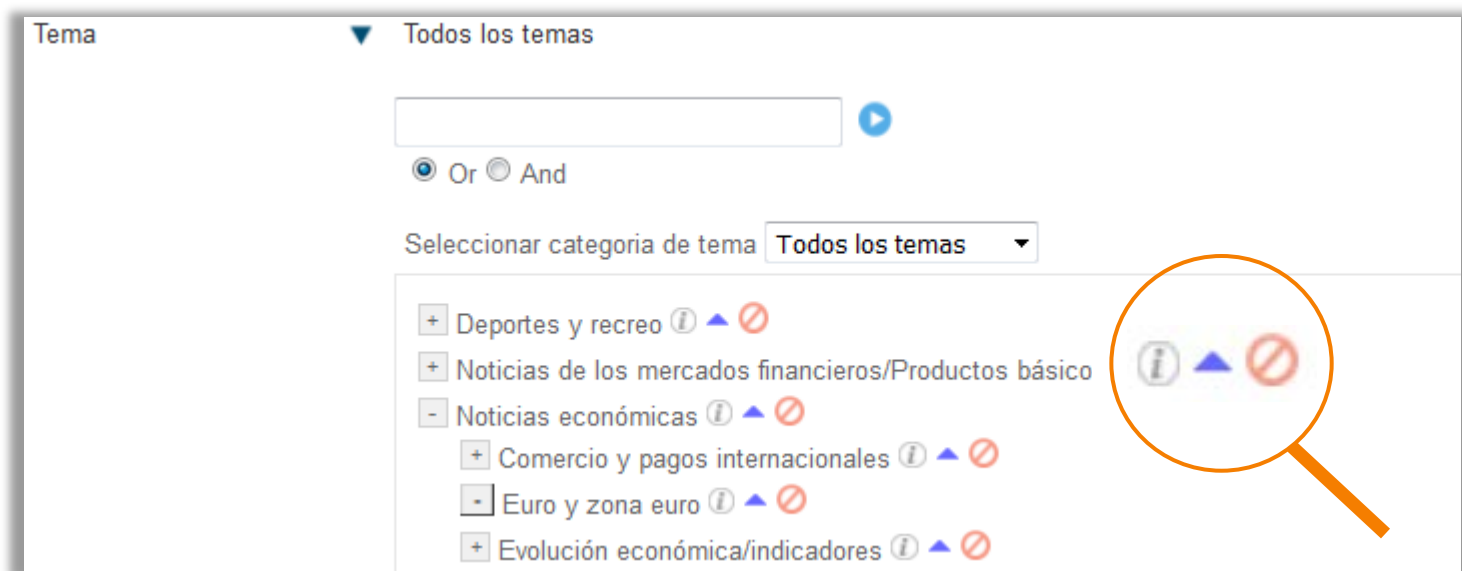 Tema Todos los temas
Or And
Seleccionar categoria de tema Todos los temas
+ Deportes y recreo i
+ Noticias de los mercados financieros/Productos básico i
- Noticias económicas i
+ Comercio y pagos internacionales i
- Euro y zona euro i
+ Evolución económica/indicadores i